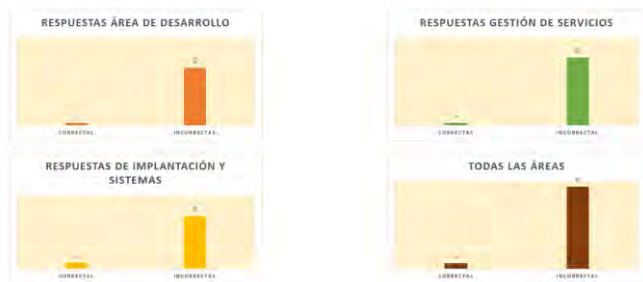 RESPUESTAS ÁREA DE DESARROLLO
CORRECTAS INCORRECTAS
RESPUESTAS GESTIÓN DE SERVICIOS
CORRECTAS INCORRECTAS
RESPUESTAS DE IMPLANTACIÓN Y
SISTEMAS
CORRECTAS INCORRECTAS
TODAS LAS ÁREAS
CORRECTAS INCORRECTAS